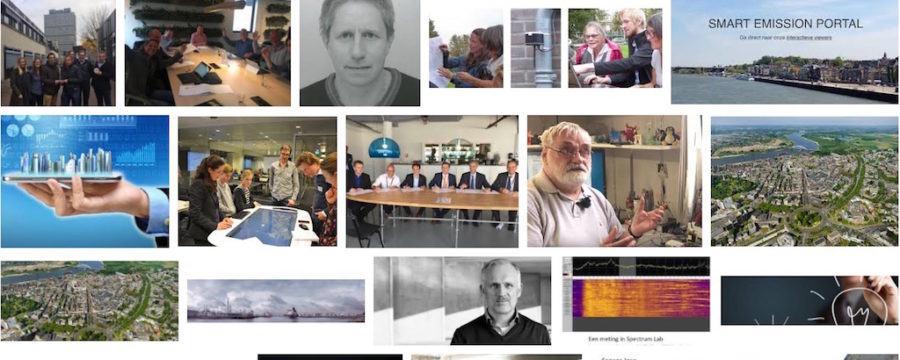 SMART EMISSION PORTAL
Ga direct naar onze interactieve viewers
Een meting in Spectrum Lab